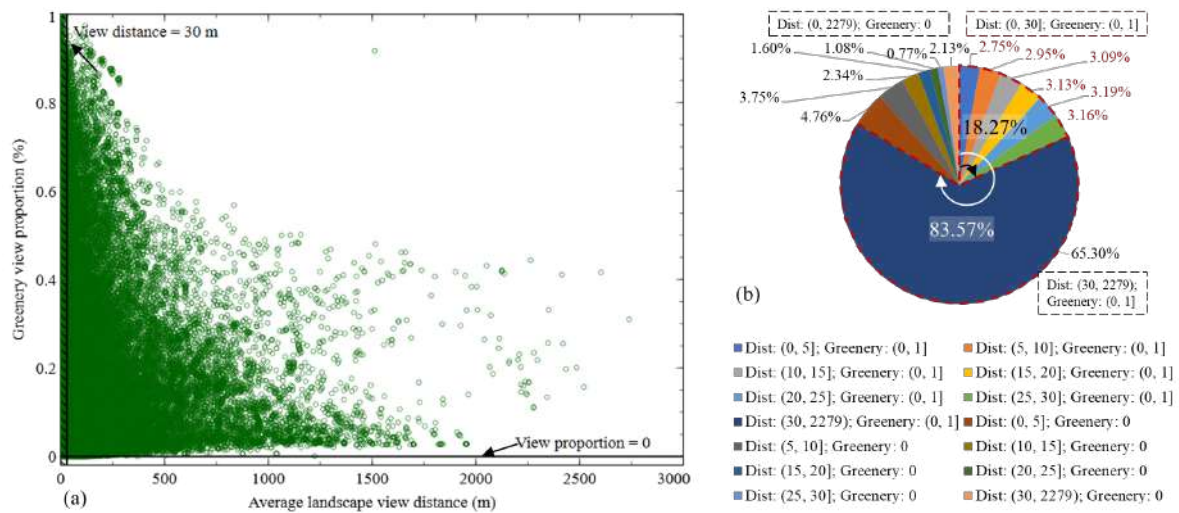 View distance = 30 m
1
0.8
0.6
0.4
0.2
0
Greenery view proportion (%)
View proportion = 0
0 500 1000 1500 2000 2500 3000
(a)
Average landscape view distance (m)
(b)
Dist: (0, 2279); Greenery: 0
Dist: (0, 30]; Greenery: (0, 1]
1.60%
1.08%
0.77%
2.13%
2.75%
2.95%
3.09%
2.34%
3.13%
3.75%
3.19%
4.76%
3.16%
18.27%
83.57%
65.30%
Dist: (30, 2279);
Greenery: (0, 1]
Dist: (0, 5]; Greenery: (0, 1]
Dist: (5, 10]; Greenery: (0, 1]
Dist: (10, 15]; Greenery: (0, 1]
Dist: (15, 20]; Greenery: (0, 1]
Dist: (20, 25]; Greenery: (0, 1]
Dist: (25, 30]; Greenery: (0, 1]
Dist: (30, 2279); Greenery: (0, 1]
Dist: (0, 5]; Greenery: 0
Dist: (5, 10]; Greenery: 0
Dist: (10, 15]; Greenery: 0
Dist: (15, 20]; Greenery: 0
Dist: (20, 25]; Greenery: 0
Dist: (25, 30]; Greenery: 0
Dist: (30, 2279); Greenery: 0